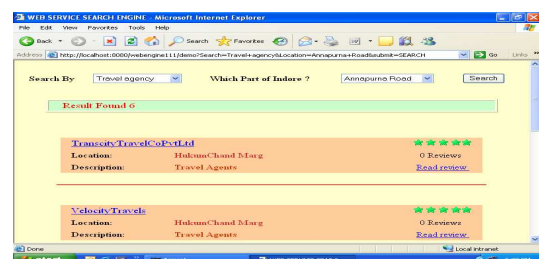 WEB SERVICE SEARCH ENGINE - Microsoft Internet Explorer
File Edit View Favorites Tools Help
Back Search Favorites
Address http://localhost:8080/webengine111/demo?Search=Travel+agency&Location=Annapurna+Road&submit=SEARCH Go Links
Search By Travel agency Which Part of Indore ? Annapurna Road Search
Result Found 6
TranscityTravelCoPvtLtd
Location: HukumChand Marg 0 Reviews
Description: Travel Agents Read review
VelocityTravels
Location: HukumChand Marg 0 Reviews
Description: Travel Agents Read review
Done Local intranet